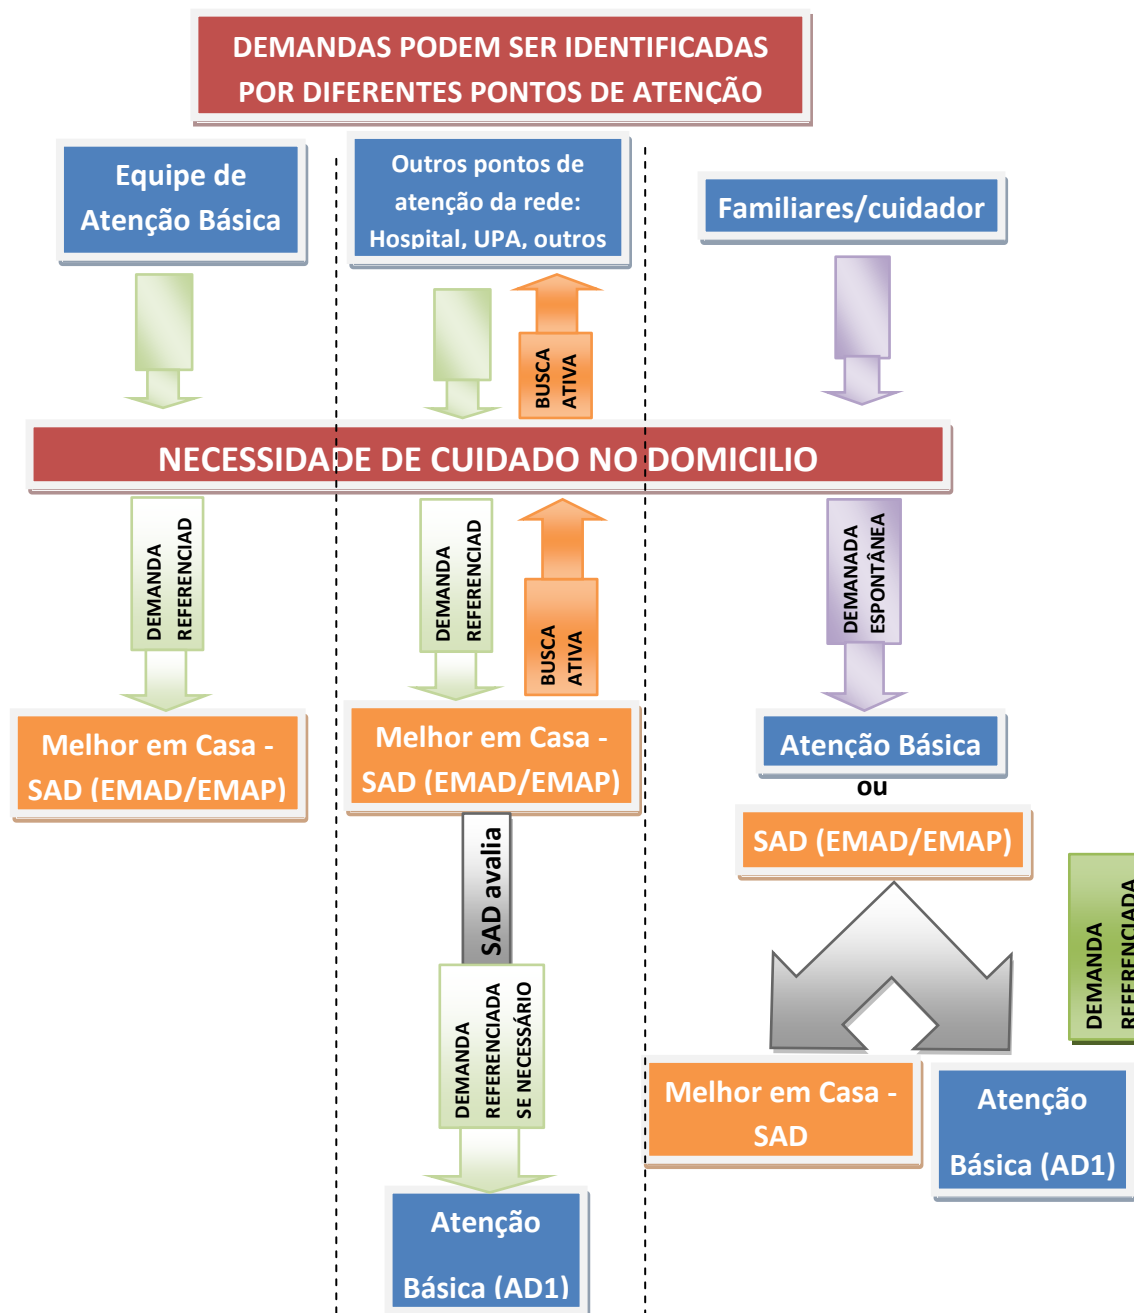 DEMANDAS PODEM SER IDENTIFICADAS
POR DIFERENTES PONTOS DE ATENÇÃO
Equipe de
Atenção Básica
Outros pontos de
atenção da rede:
Hospital, UPA, outros
Familiares/cuidador
BUSCA
ATIVA
NECESSIDADE DE CUIDADO NO DOMICILIO
DEMANDA
REFERENCIAD
DEMANDA
REFERENCIAD
BUSCA
ATIVA
DEMANADA
ESPONTÂNEA
Melhor em Casa -
SAD (EMAD/EMAP)
Melhor em Casa -
SAD (EMAD/EMAP)
Atenção Básica
ou
SAD (EMAD/EMAP)
SAD avalia
DEMANDA
REFERENCIADA
SE NECESSÁRIO
DEMANDA
REFERENCIADA
Melhor em Casa -
SAD
Atenção
Básica (AD1)
Atenção
Básica (AD1)